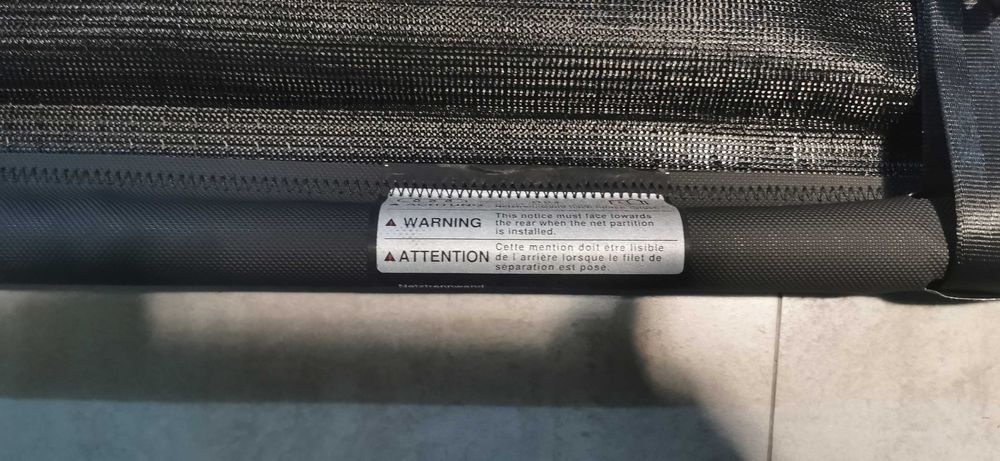 WARNING
This notice must face towards
the rear when the net partition
is installed.
ATTENTION
Cette mention doit être lisible
de l arrière lorsque le filet de
séparation est posé.
Netztrennwand